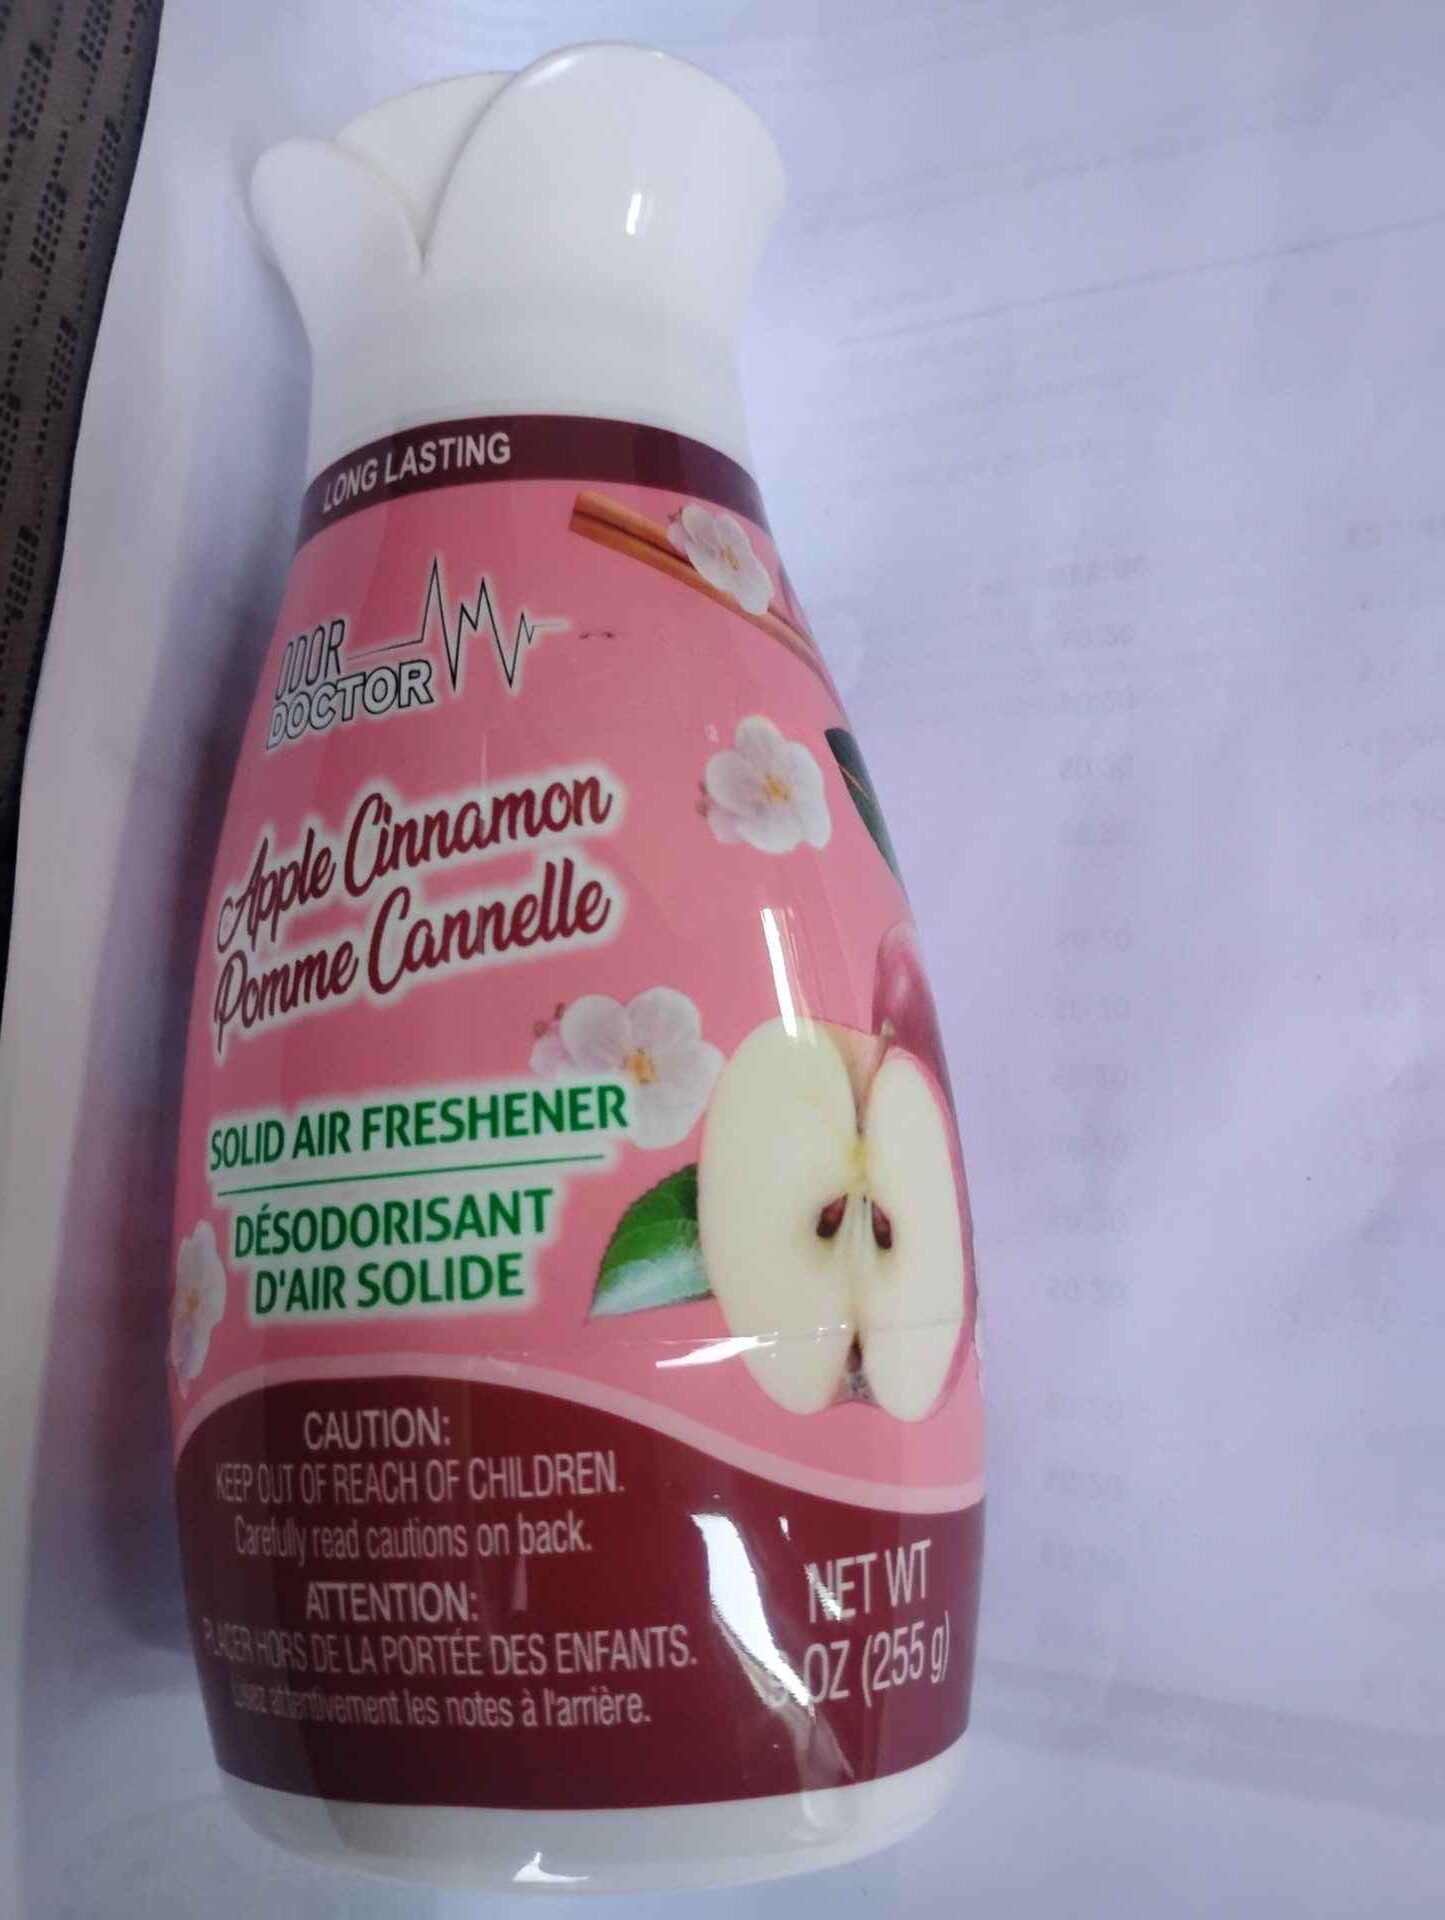 LONG LASTING
ODOR
DOCTOR
Apple Cinnamon
Pomme Cannelle
SOLID AIR FRESHENER
DÉSODORISANT
D'AIR SOLIDE
CAUTION:
KEEP OUT OF REACH OF CHILDREN.
Carefully read cautions on back.
ATTENTION:
PLACER HORS DE LA PORTÉE DES ENFANTS.
Lisez attentivement les notes à l'arrière.
NET WT
OZ (255 g)